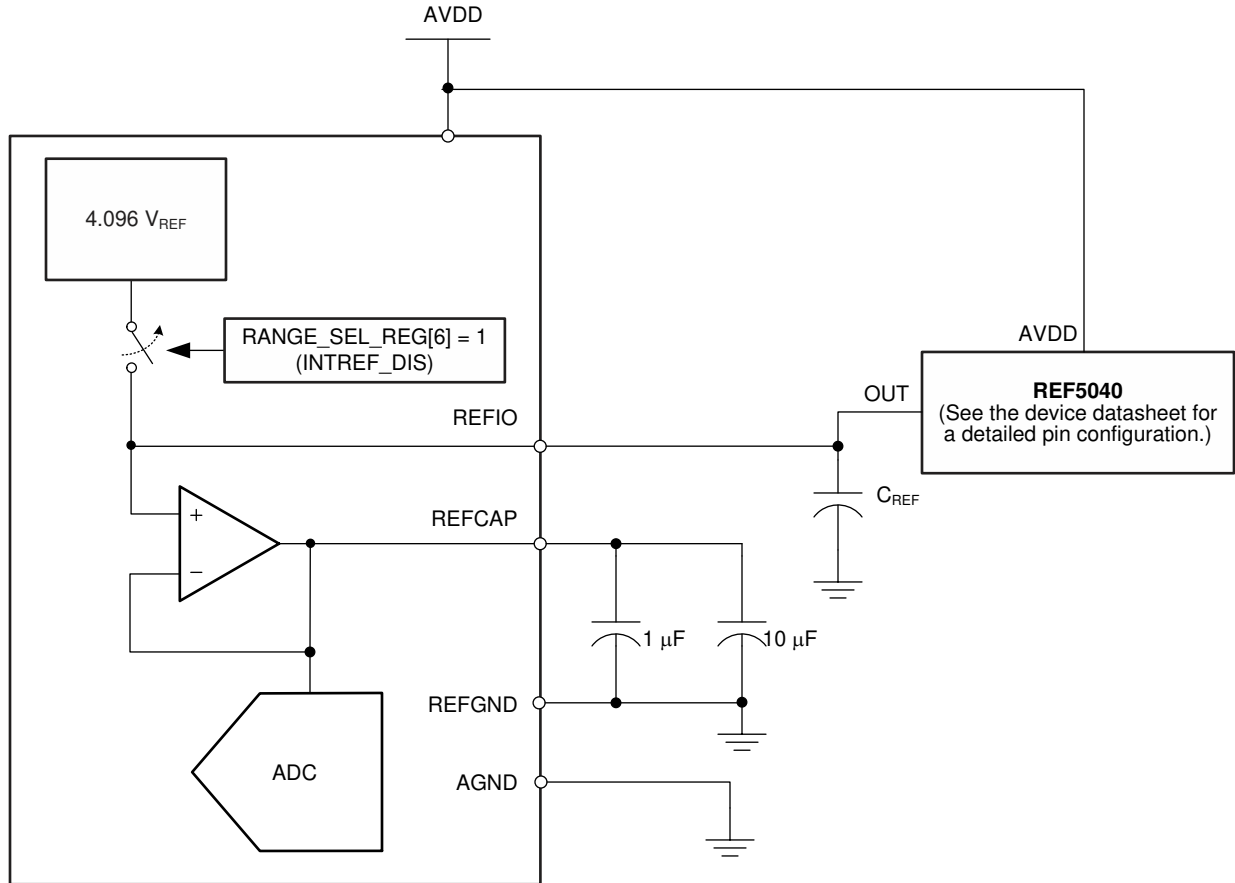 AVDD
4.096 VREF
RANGE_SEL_REG[6] = 1
(INTREF_DIS)
AVDD
OUT
REF5040
(See the device datasheet for
a detailed pin configuration.)
REFIO
CREF
+
REFCAP
−
1 μF
10 μF
REFGND
ADC
AGND